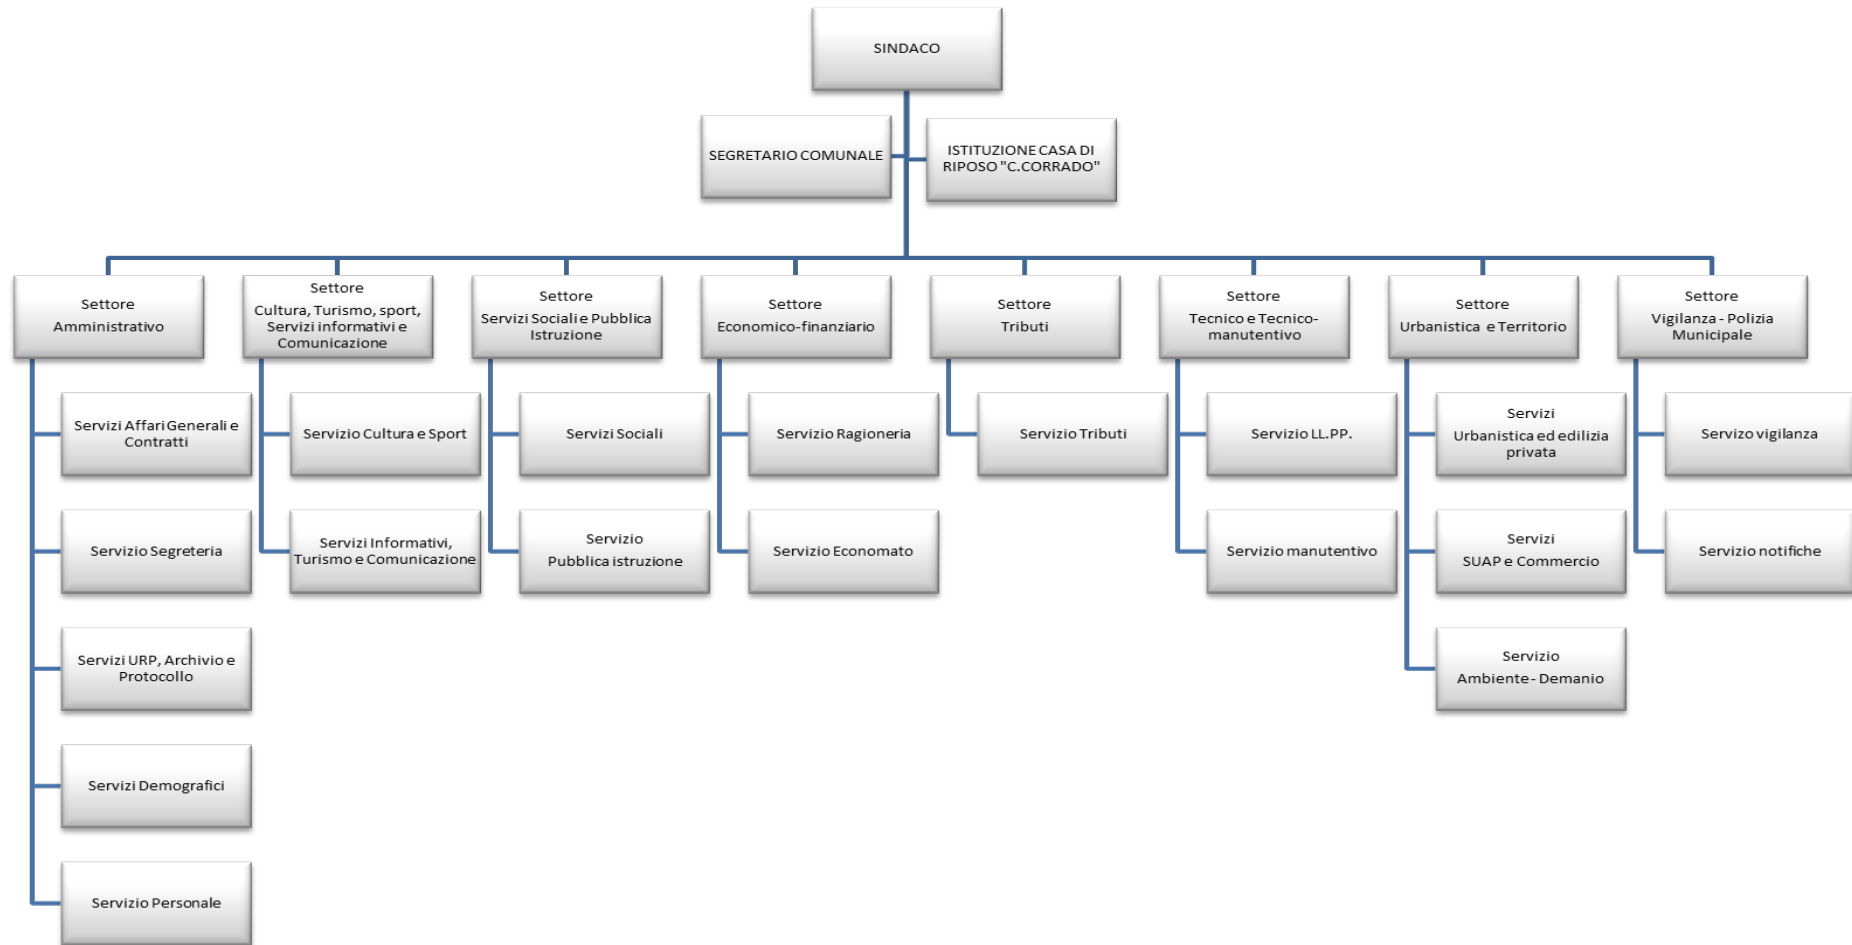 SINDACO
SEGRETARIO COMUNALE
ISTITUZIONE CASA DI
RIPOSO "C.CORRADO"
Settore
Amministrativo
Settore
Cultura, Turismo, sport,
Servizi informativi e
Comunicazione
Settore
Servizi Sociali e Pubblica
Istruzione
Settore
Economico-finanziario
Settore
Tributi
Settore
Tecnico e Tecnico-
manutentivo
Settore
Urbanistica e Territorio
Settore
Vigilanza - Polizia
Municipale
Servizi Affari Generali e
Contratti
Servizio Cultura e Sport
Servizi Sociali
Servizio Ragioneria
Servizio Tributi
Servizio LL.PP.
Servizi
Urbanistica ed edilizia
privata
Servizo vigilanza
Servizio Segreteria
Servizi Informativi,
Turismo e Comunicazione
Servizio
Pubblica istruzione
Servizio Economato
Servizio manutentivo
Servizi
SUAP e Commercio
Servizio notifiche
Servizi URP, Archivio e
Protocollo
Servizio
Ambiente - Demanio
Servizi Demografici
Servizio Personale